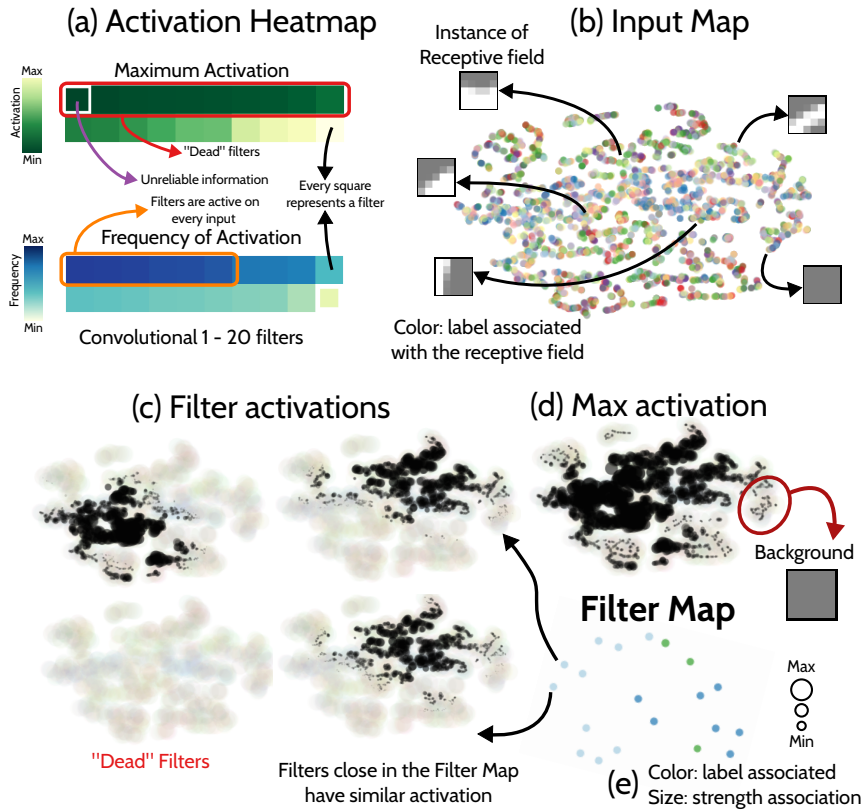 (a) Activation Heatmap
Max
Activation
Min
Maximum Activation
"Dead" filters
Unreliable information
Filters are active on
every input
Every square
represents a filter
Max
Frequency
Min
Frequency of Activation
Convolutional 1 - 20 filters
(b) Input Map
Instance of
Receptive field
Color: label associated
with the receptive field
(c) Filter activations
"Dead" Filters
Filters close in the Filter Map
have similar activation
(d) Max activation
Background
Filter Map
Max
Min
(e) Color: label associated
Size: strength association